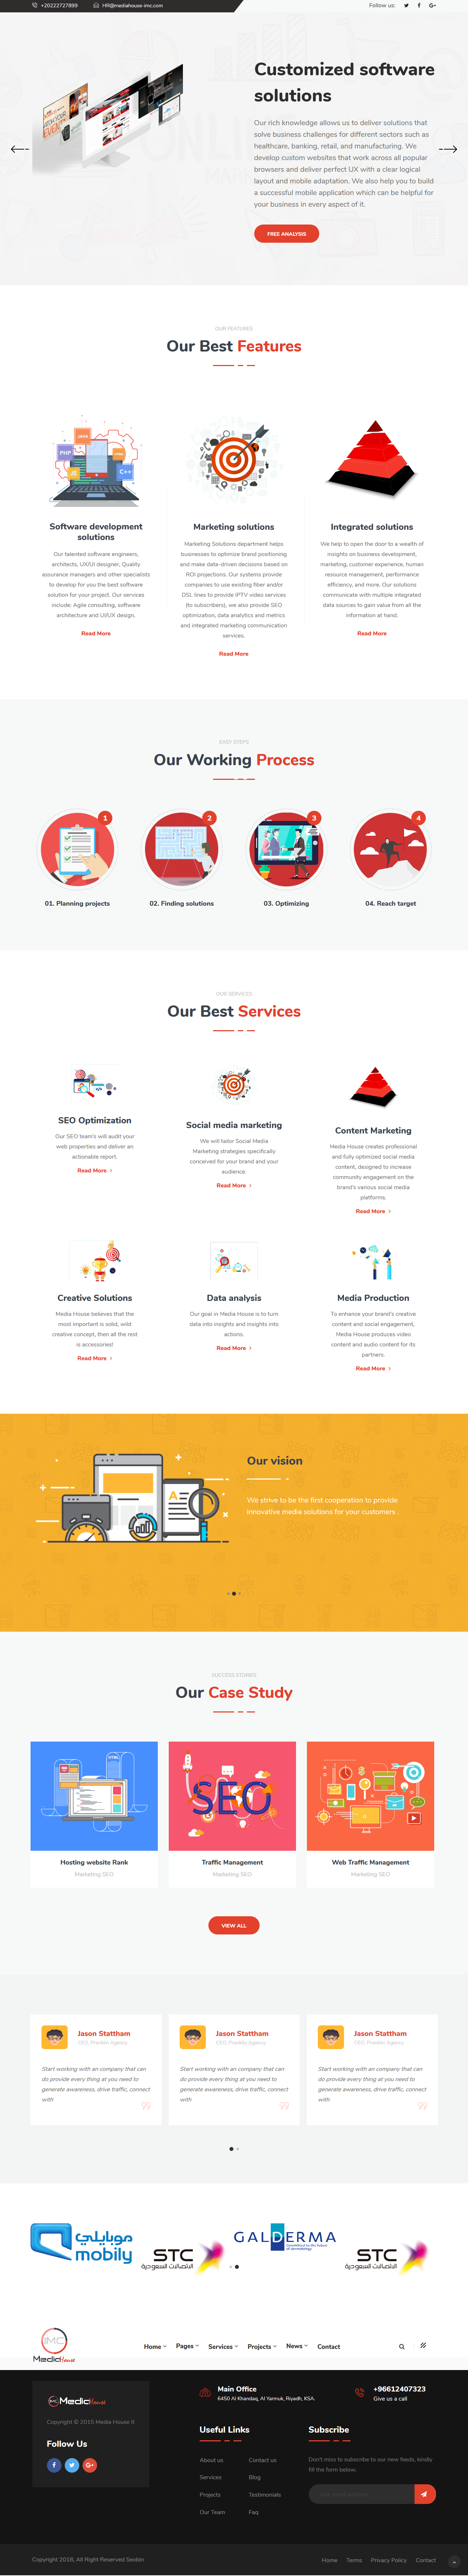 +20222727899
HR@mediahouse-imc.com
Follow us:
Customized software
solutions
Our rich knowledge allows us to deliver solutions that
solve business challenges for different sectors such as
healthcare, banking, retail, and manufacturing. We
develop custom websites that work across all popular
browsers and deliver perfect UX with a clear logical
layout and mobile adaptation. We also help you to build
a successful mobile application which can be helpful for
your business in every aspect of it.
FREE ANALYSIS
OUR FEATURES
Our Best Features
JAVA
PHP
JS
C++
Software development
solutions
Our talented software engineers,
architects, UX/UI designer, Quality
assurance managers and other specialists
to develop for you the best software
solution for your project. Our services
include: Agile consulting, software
architecture and UI/UX design.
Read More
Marketing solutions
Marketing Solutions department helps
businesses to optimize brand positioning
and make data-driven decisions based on
ROI projections. Our systems provide
companies to use existing fiber and/or
DSL lines to provide IPTV video services
(to subscribers), we also provide SEO
optimization, data analytics and metrics
and integrated marketing communication
services.
Read More
Integrated solutions
We help to open the door to a wealth of
insights on business development,
marketing, customer experience, human
resource management, performance
efficiency, and more. Our solutions
communicate with multiple integrated
data sources to gain value from all the
information at hand.
Read More
EASY STEPS
Our Working Process
1
2
3
4
01. Planning projects
02. Finding solutions
03. Optimizing
04. Reach target
OUR SERVICES
Our Best Services
SEO Optimization
Our SEO team's will audit your
web properties and deliver an
actionable report.
Read More
Social media marketing
We will tailor Social Media
Marketing strategies specifically
conceived for your brand and your
audience.
Read More
Content Marketing
Media House creates professional
and fully optimized social media
content, designed to increase
community engagement on the
brand's various social media
platforms.
Read More
Creative Solutions
Media House believes that the
most important is solid, wild
creative concept, then all the rest
is accessories!
Read More
Data analysis
Our goal in Media House is to turn
data into insights and insights into
actions.
Read More
Media Production
To enhance your brand's creative
content and social engagement,
Media House produces video
content and audio content for its
partners.
Read More
Our vision
We strive to be the first cooperation to provide
innovative media solutions for your customers .
SUCCESS STORIES
Our Case Study
HTML
SEO
Hosting website Rank
Marketing SEO
Traffic Management
Marketing SEO
Web Traffic Management
Marketing SEO
VIEW ALL
Jason Stattham
CEO, Franklin Agency
Start working with an company that can
do provide every thing at you need to
generate awareness, drive traffic, connect
with
Jason Stattham
CEO, Franklin Agency
Start working with an company that can
do provide every thing at you need to
generate awareness, drive traffic, connect
with
Jason Stattham
CEO, Franklin Agency
Start working with an company that can
do provide every thing at you need to
generate awareness, drive traffic, connect
with
موبايلي
mobily
STC
الاتصالات السعودية
GALDERMA
Committed to the future
of dermatology
STC
الاتصالات السعودية
IMC
MediaHouse
Home
Pages
Services
Projects
News
Contact
IMC MediaHouse
Copyright © 2015 Media House It
Follow Us
Main Office
6450 Al Khandaq, Al Yarmuk, Riyadh, KSA.
+96612407323
Give us a call
Useful Links
About us
Contact us
Services
Blog
Projects
Testimonials
Our Team
Faq
Subscribe
Don't miss to subscribe to our new feeds, kindly
fill the form below.
Copyright 2018, All Right Reserved Seobin
Home
Terms
Privacy Policy
Contact